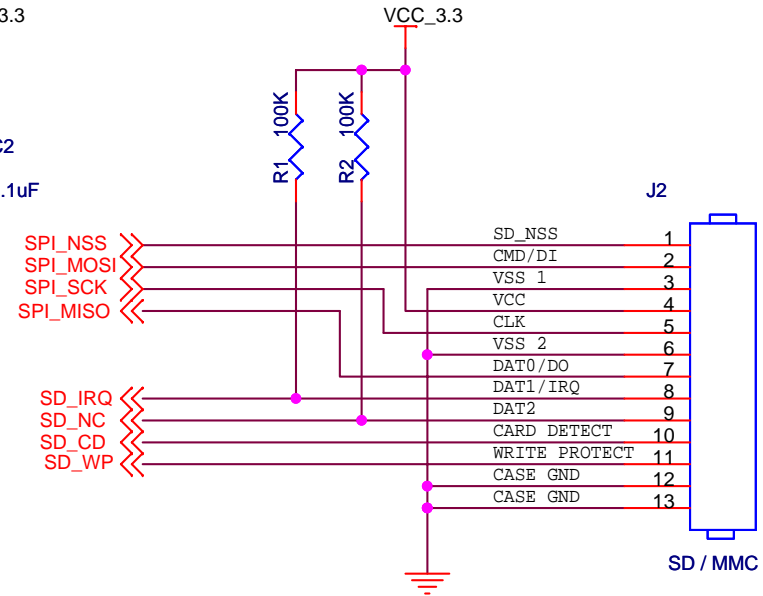 3.3
VCC_3.3
R1 100K
R2 100K
C2
.1uF
J2
SPI_NSS
SD_NSS
1
SPI_MOSI
CMD/DI
2
SPI_SCK
VSS 1
3
SPI_MISO
VCC
4
CLK
5
VSS 2
6
DAT0/DO
7
SD_IRQ
DAT1/IRQ
8
SD_NC
DAT2
9
SD_CD
CARD DETECT
10
SD_WP
WRITE PROTECT
11
CASE GND
12
CASE GND
13
SD / MMC